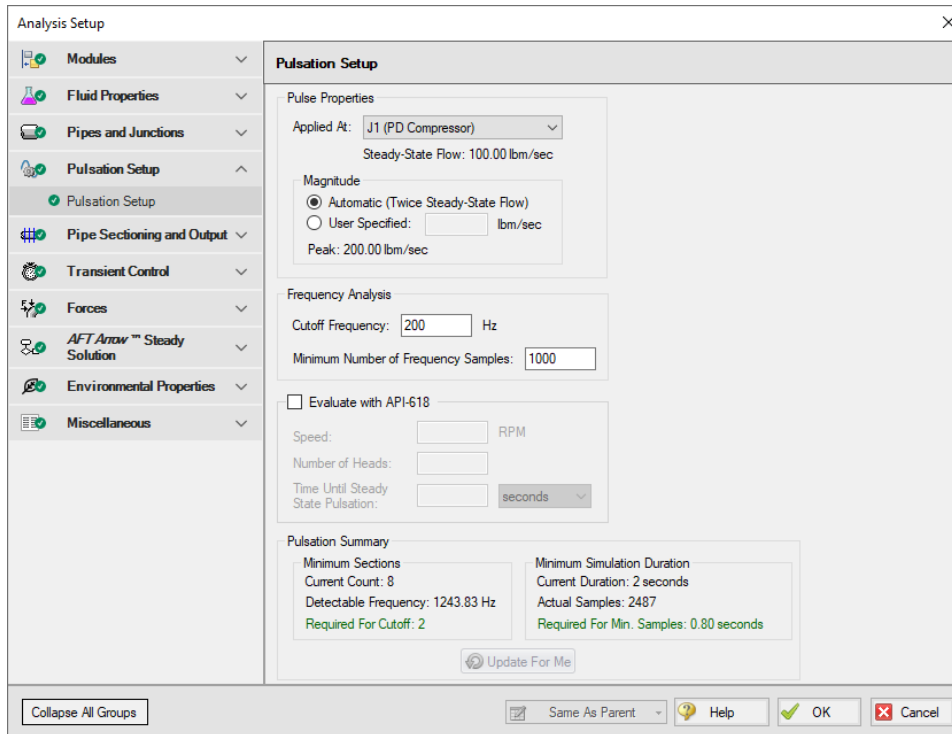 Analysis Setup
Modules
Fluid Properties
Pipes and Junctions
Pulsation Setup
Pulsation Setup
Pipe Sectioning and Output
Transient Control
Forces
AFT Arrow ™ Steady
Solution
Environmental Properties
Miscellaneous
Pulsation Setup
Pulse Properties
Applied At: J1 (PD Compressor)
Steady-State Flow: 100.00 lbm/sec
Magnitude
Automatic (Twice Steady-State Flow)
User Specified: lbm/sec
Peak: 200.00 lbm/sec
Frequency Analysis
Cutoff Frequency: 200 Hz
Minimum Number of Frequency Samples: 1000
Evaluate with API-618
Speed: RPM
Number of Heads:
Time Until Steady
State Pulsation: seconds
Pulsation Summary
Minimum Sections
Current Count: 8
Detectable Frequency: 1243.83 Hz
Required For Cutoff: 2
Minimum Simulation Duration
Current Duration: 2 seconds
Actual Samples: 2487
Required For Min. Samples: 0.80 seconds
Update For Me
Collapse All Groups
Same As Parent
Help
OK
Cancel